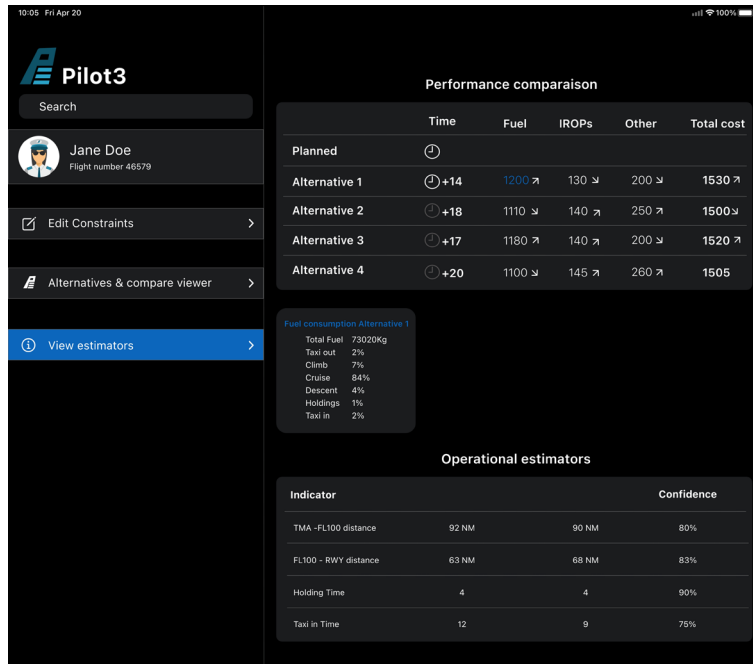 10:05 Fri Apr 20
100%
Pilot3
Search
Jane Doe
Flight number 46579
Edit Constraints
Alternatives & compare viewer
View estimators
Performance comparaison
Time Fuel IROPs Other Total cost
Planned
Alternative 1 +14 1200 ↗ 130 ↘ 200 ↘ 1530 ↗
Alternative 2 +18 1110 ↘ 140 ↗ 250 ↗ 1500 ↘
Alternative 3 +17 1180 ↗ 140 ↗ 200 ↘ 1520 ↗
Alternative 4 +20 1100 ↘ 145 ↗ 260 ↗ 1505
Fuel consumption Alternative 1
Total Fuel 73020Kg
Taxi out 2%
Climb 7%
Cruise 84%
Descent 4%
Holdings 1%
Taxi in 2%
Operational estimators
Indicator Confidence
TMA -FL100 distance 92 NM 90 NM 80%
FL100 - RWY distance 63 NM 68 NM 83%
Holding Time 4 4 90%
Taxi in Time 12 9 75%